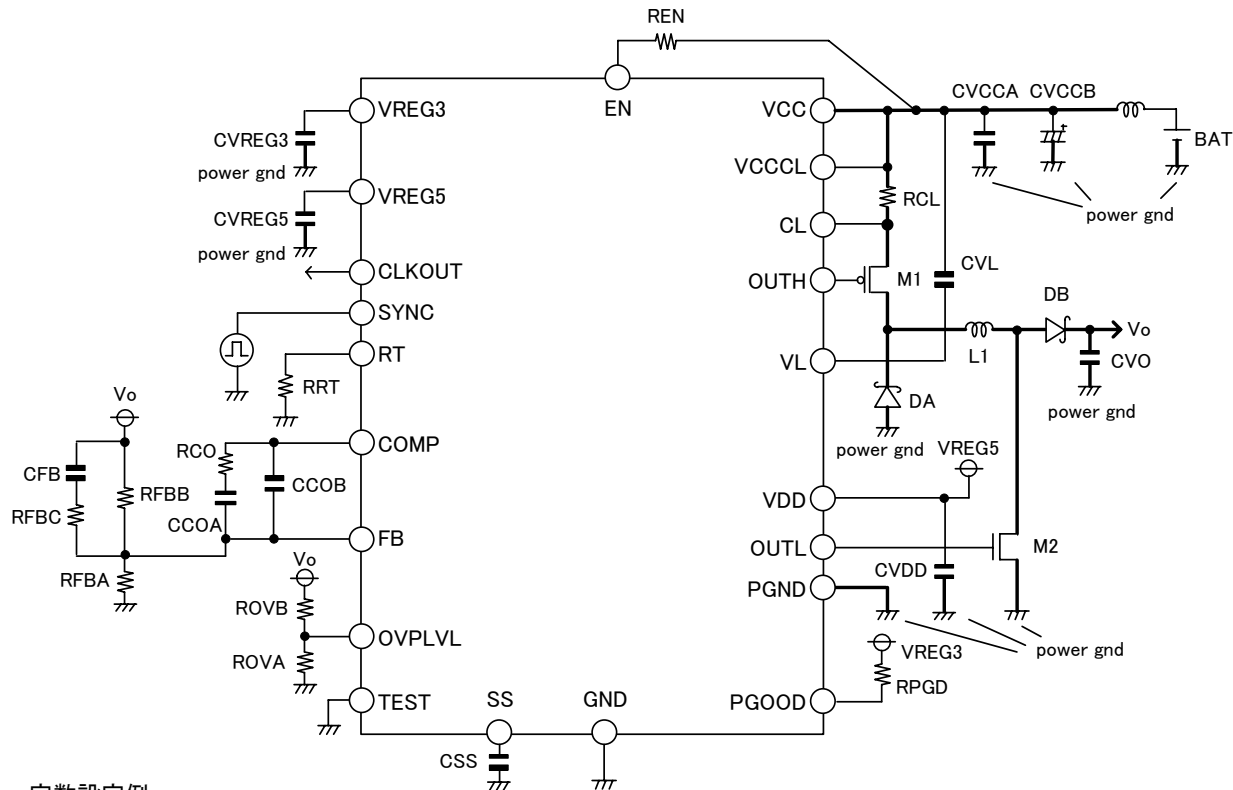 REN
EN
VREG3
CVREG3
power gnd
VREG5
CVREG5
power gnd
CLKOUT
SYNC
RT
RRT
Vo
COMP
RCO
CFB
RFBB
CCOB
RFBC
CCOA
FB
RFBA
Vo
ROVB
OVPLVL
ROVA
TEST
SS
GND
CSS
VCC
CVCCA CVCCB
BAT
VCCCL
RCL
power gnd
CL
OUTH
M1
CVL
DB
Vo
VL
L1
CVO
DA
power gnd
power gnd
VREG5
VDD
OUTL
M2
CVDD
PGND
power gnd
VREG3
RPGD
PGOOD